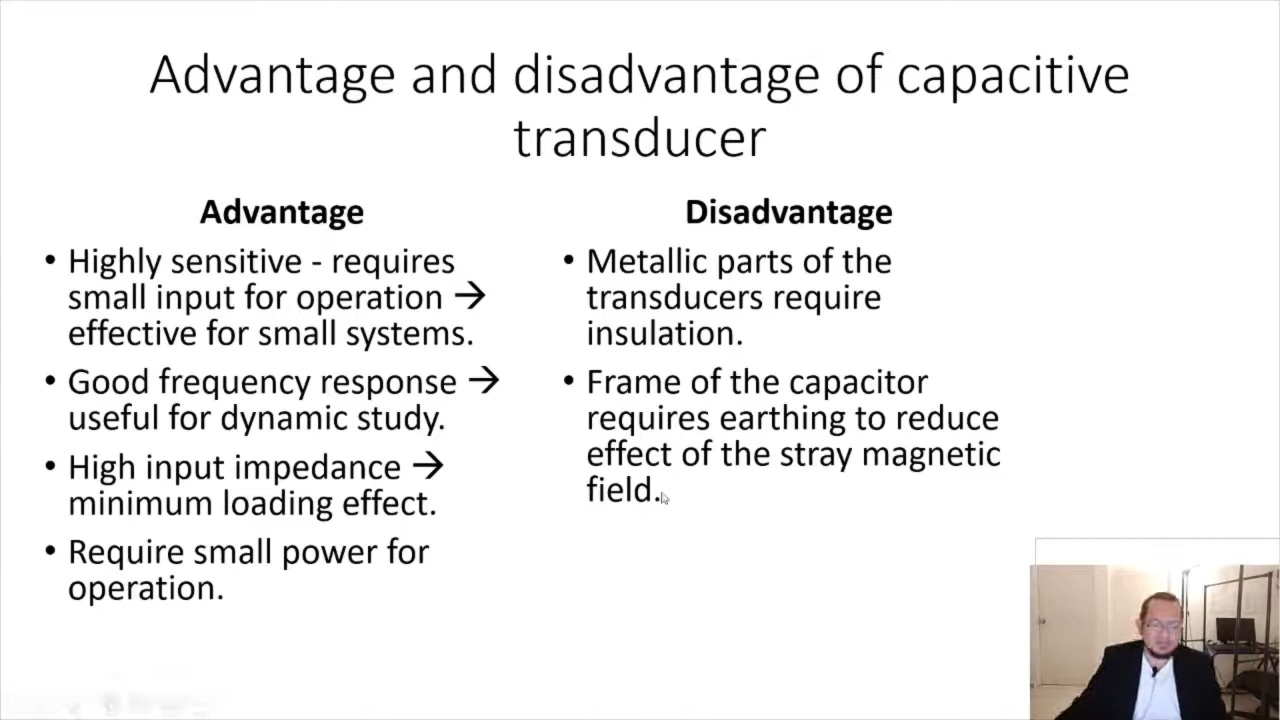 Advantage and disadvantage of capacitive
transducer
Advantage
• Highly sensitive - requires
small input for operation →
effective for small systems.
• Good frequency response →
useful for dynamic study.
• High input impedance →
minimum loading effect.
• Require small power for
operation.
Disadvantage
• Metallic parts of the
transducers require
insulation.
• Frame of the capacitor
requires earthing to reduce
effect of the stray magnetic
field.